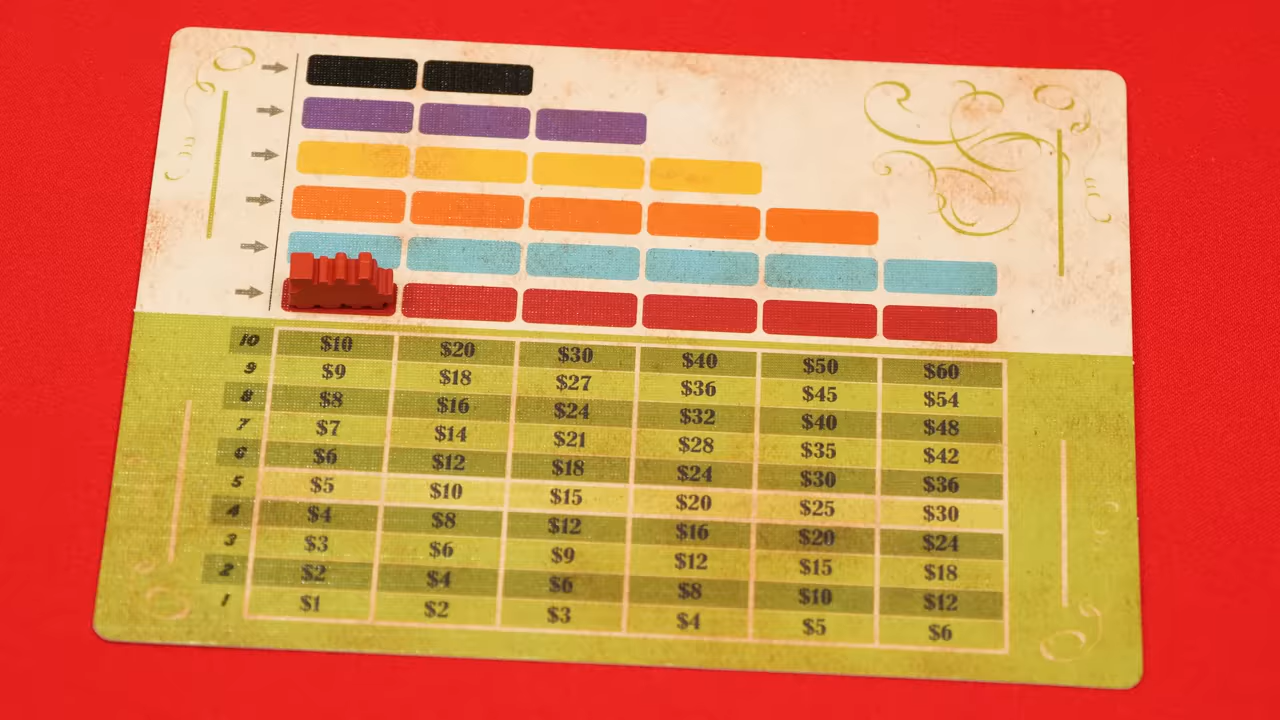 10 $10 $20 $30 $40 $50 $60
9 $9 $18 $27 $36 $45 $54
8 $8 $16 $24 $32 $40 $48
7 $7 $14 $21 $28 $35 $42
6 $6 $12 $18 $24 $30 $36
5 $5 $10 $15 $20 $25 $30
4 $4 $8 $12 $16 $20 $24
3 $3 $6 $9 $12 $15 $18
2 $2 $4 $6 $8 $10 $12
1 $1 $2 $3 $4 $5 $6